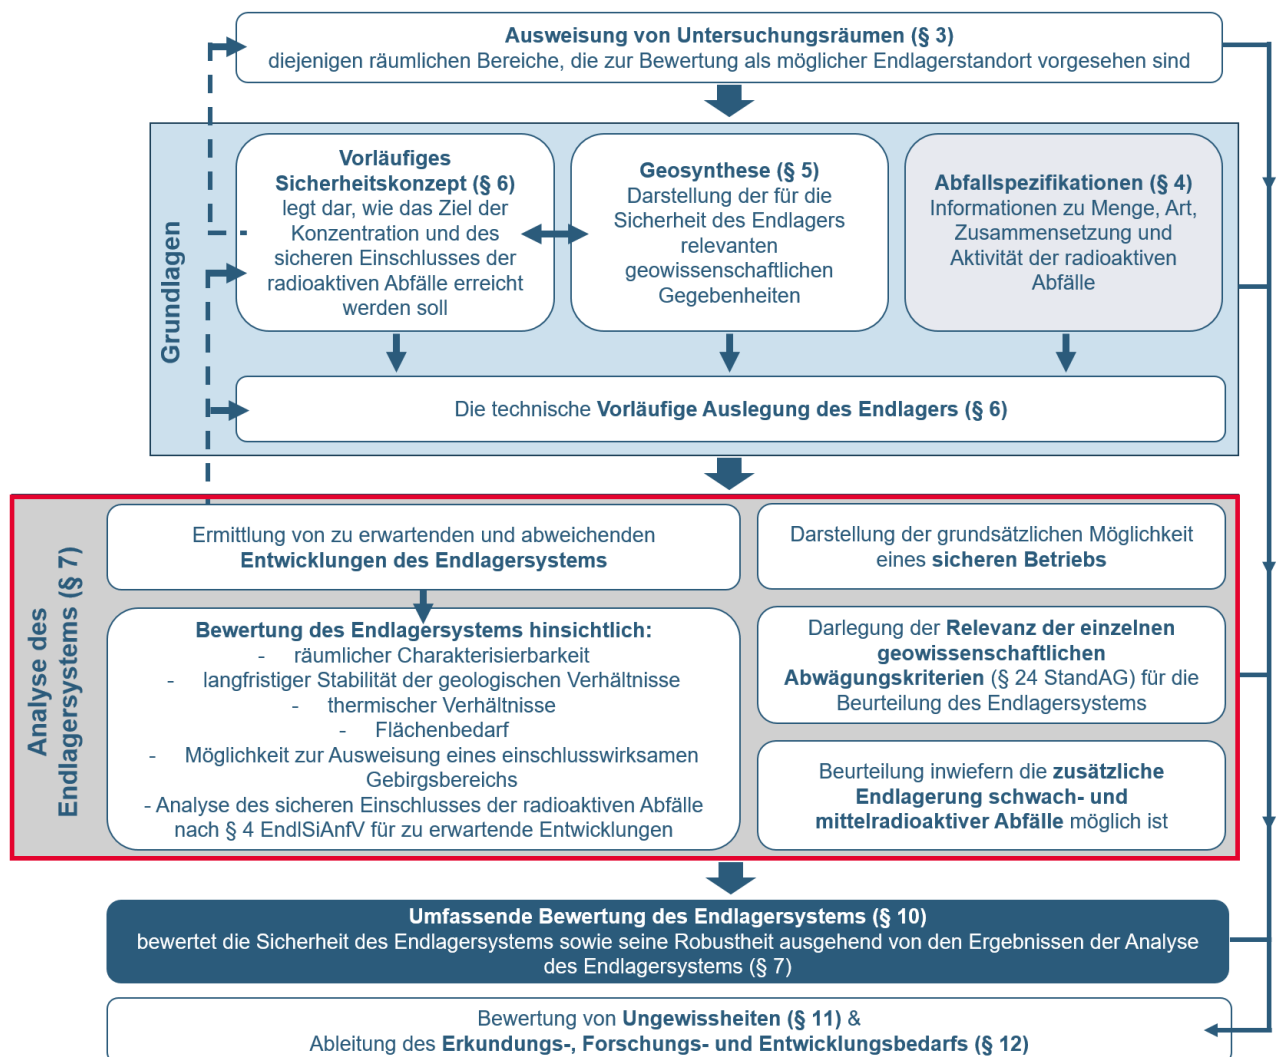 Ausweisung von Untersuchungsräumen (§ 3)
diejenigen räumlichen Bereiche, die zur Bewertung als möglicher Endlagerstandort vorgesehen sind
Grundlagen
Vorläufiges
Sicherheitskonzept (§ 6)
legt dar, wie das Ziel der
Konzentration und des
sicheren Einschlusses der
radioaktiven Abfälle erreicht
werden soll
Geosynthese (§ 5)
Darstellung der für die
Sicherheit des Endlagers
relevanten
geowissenschaftlichen
Gegebenheiten
Abfallspezifikationen (§ 4)
Informationen zu Menge, Art,
Zusammensetzung und
Aktivität der radioaktiven
Abfälle
Die technische Vorläufige Auslegung des Endlagers (§ 6)
Analyse des
Endlagersystems (§ 7)
Ermittlung von zu erwartenden und abweichenden
Entwicklungen des Endlagersystems
Bewertung des Endlagersystems hinsichtlich:
- räumlicher Charakterisierbarkeit
- langfristiger Stabilität der geologischen Verhältnisse
- thermischer Verhältnisse
- Flächenbedarf
- Möglichkeit zur Ausweisung eines einschlusswirksamen
Gebirgsbereichs
- Analyse des sicheren Einschlusses der radioaktiven Abfälle
nach § 4 EndlSiAnfV für zu erwartende Entwicklungen
Darstellung der grundsätzlichen Möglichkeit
eines sicheren Betriebs
Darlegung der Relevanz der einzelnen
geowissenschaftlichen
Abwägungskriterien (§ 24 StandAG) für die
Beurteilung des Endlagersystems
Beurteilung inwiefern die zusätzliche
Endlagerung schwach- und
mittelradioaktiver Abfälle möglich ist
Umfassende Bewertung des Endlagersystems (§ 10)
bewertet die Sicherheit des Endlagersystems sowie seine Robustheit ausgehend von den Ergebnissen der Analyse
des Endlagersystems (§ 7)
Bewertung von Ungewissheiten (§ 11) &
Ableitung des Erkundungs-, Forschungs- und Entwicklungsbedarfs (§ 12)